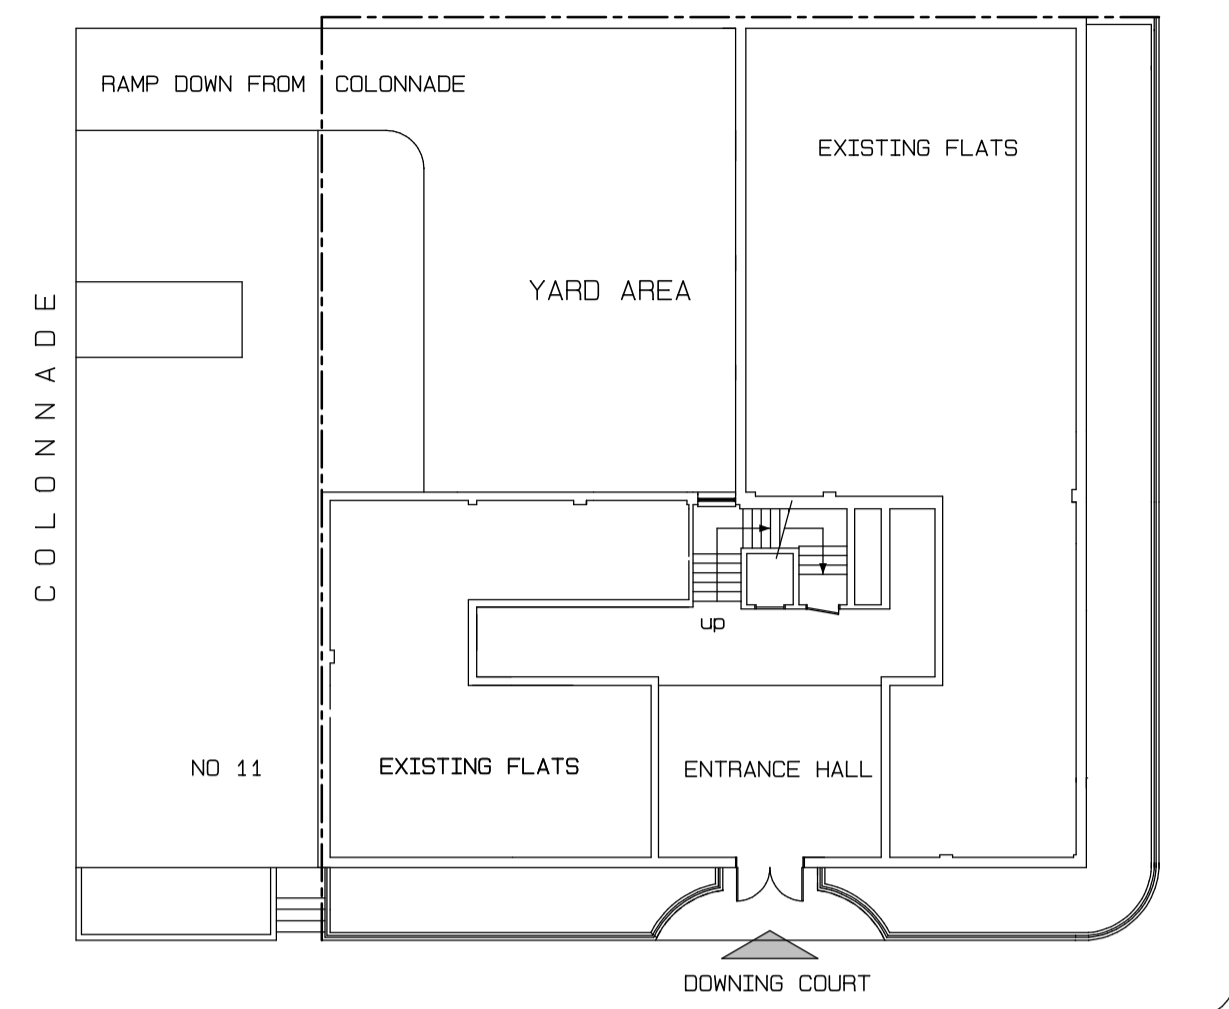 RAMP DOWN FROM COLONNADE
EXISTING FLATS
YARD AREA
COLONNADE
up
NO 11
EXISTING FLATS
ENTRANCE HALL
DOWNING COURT